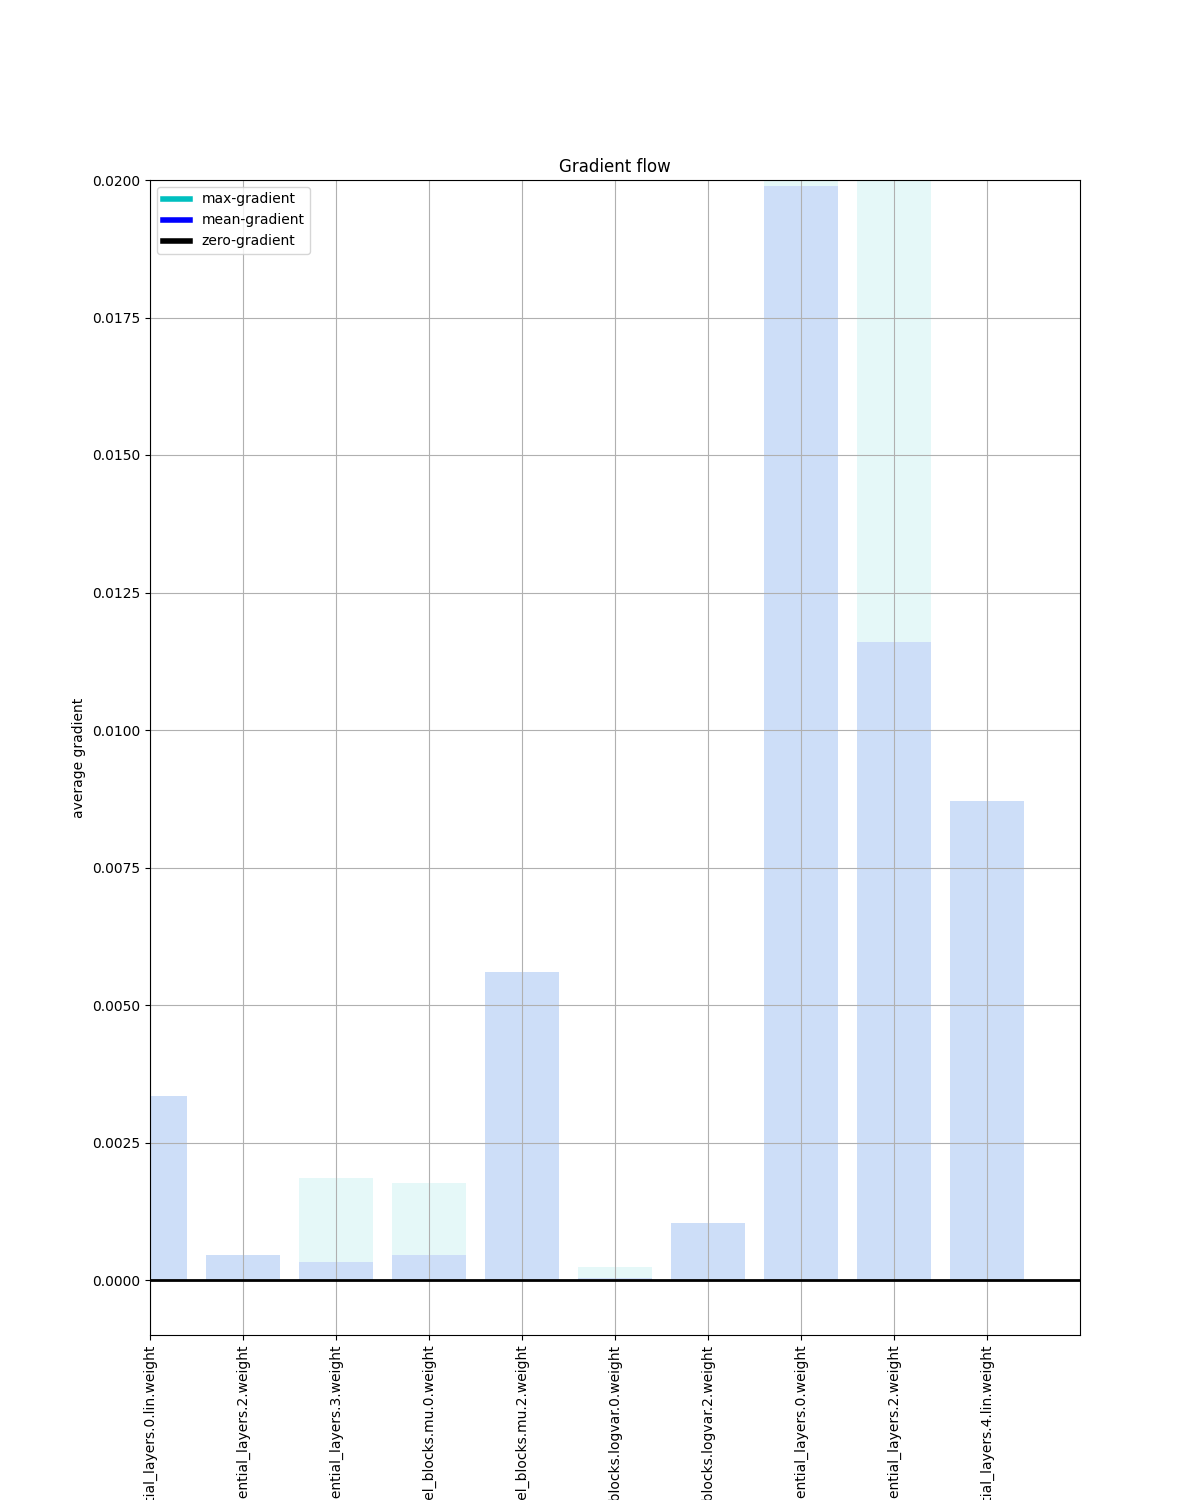 Gradient flow
max-gradient
mean-gradient
zero-gradient
0.0200
0.0175
0.0150
0.0125
0.0100
0.0075
0.0050
0.0025
0.0000
average gradient
tial_layers.0.lin.weight
ential_layers.2.weight
ential_layers.3.weight
el_blocks.mu.0.weight
el_blocks.mu.2.weight
blocks.logvar.0.weight
blocks.logvar.2.weight
ential_layers.0.weight
ential_layers.2.weight
tial_layers.4.lin.weight